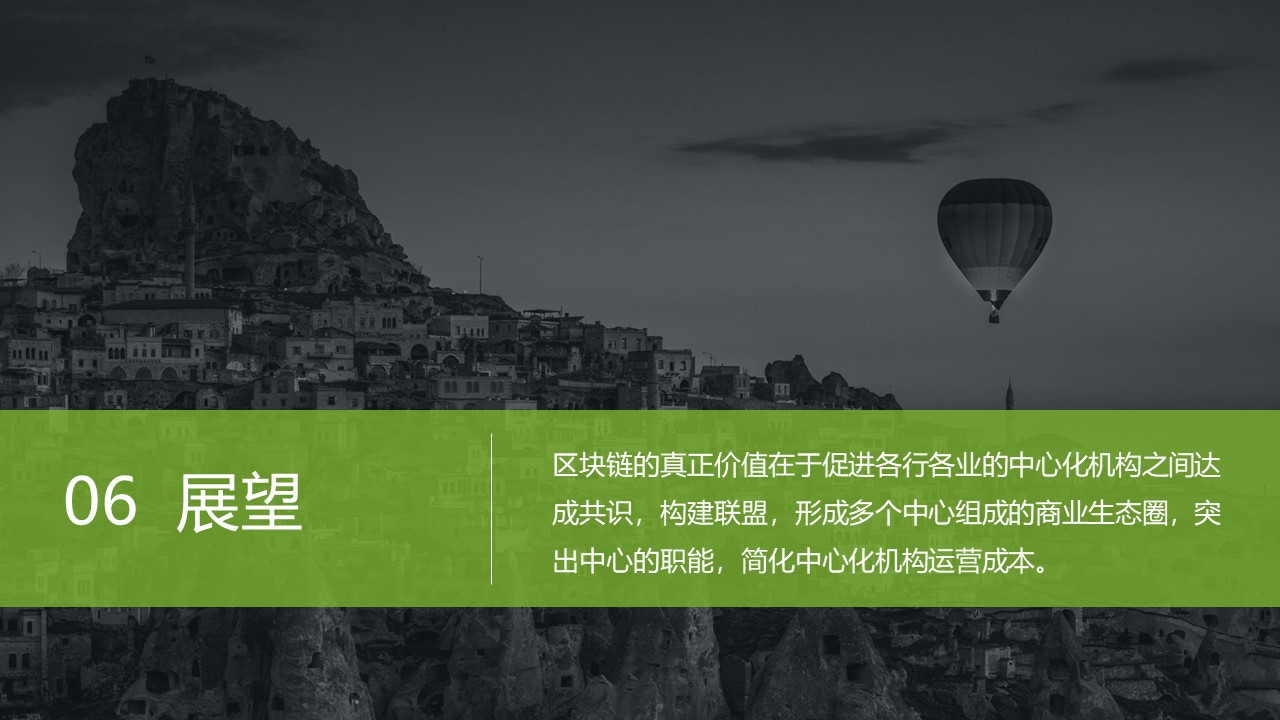 06 展望
区块链的真正价值在于促进各行各业的中心化机构之间达
成共识，构建联盟，形成多个中心组成的商业生态圈，突
出中心的职能，简化中心化机构运营成本。